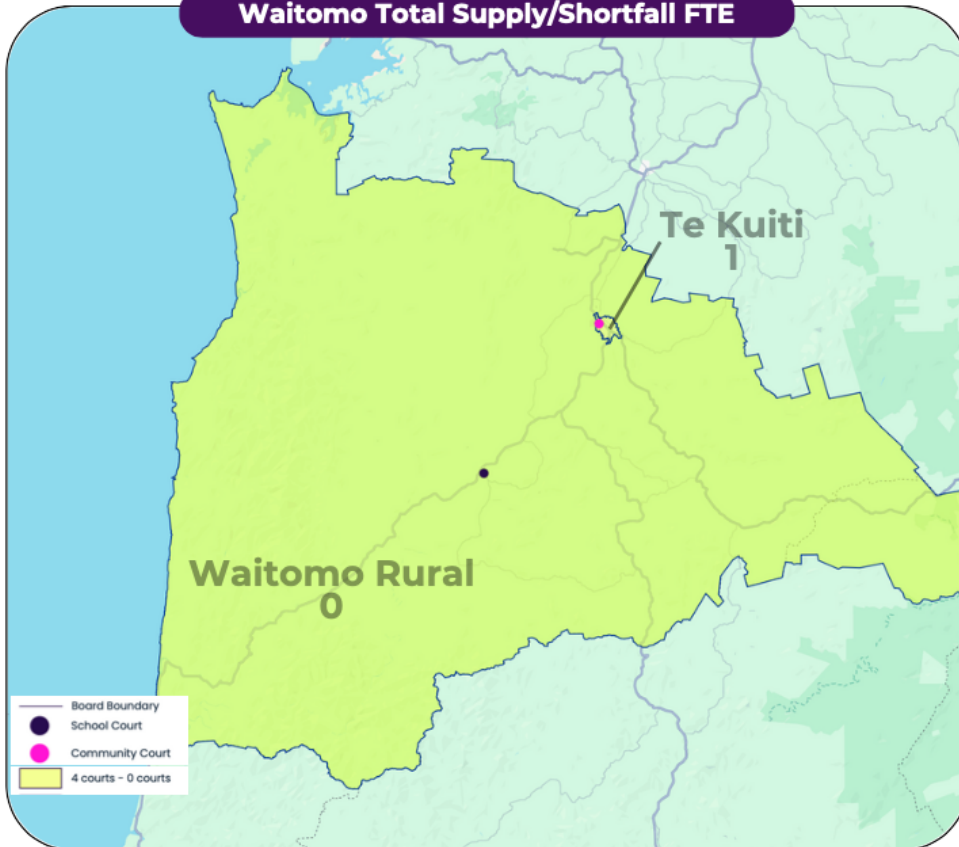 Waitomo Total Supply/Shortfall FTE
Te Kuiti
1
Waitomo Rural
0
Board Boundary
School Court
Community Court
4 courts - 0 courts